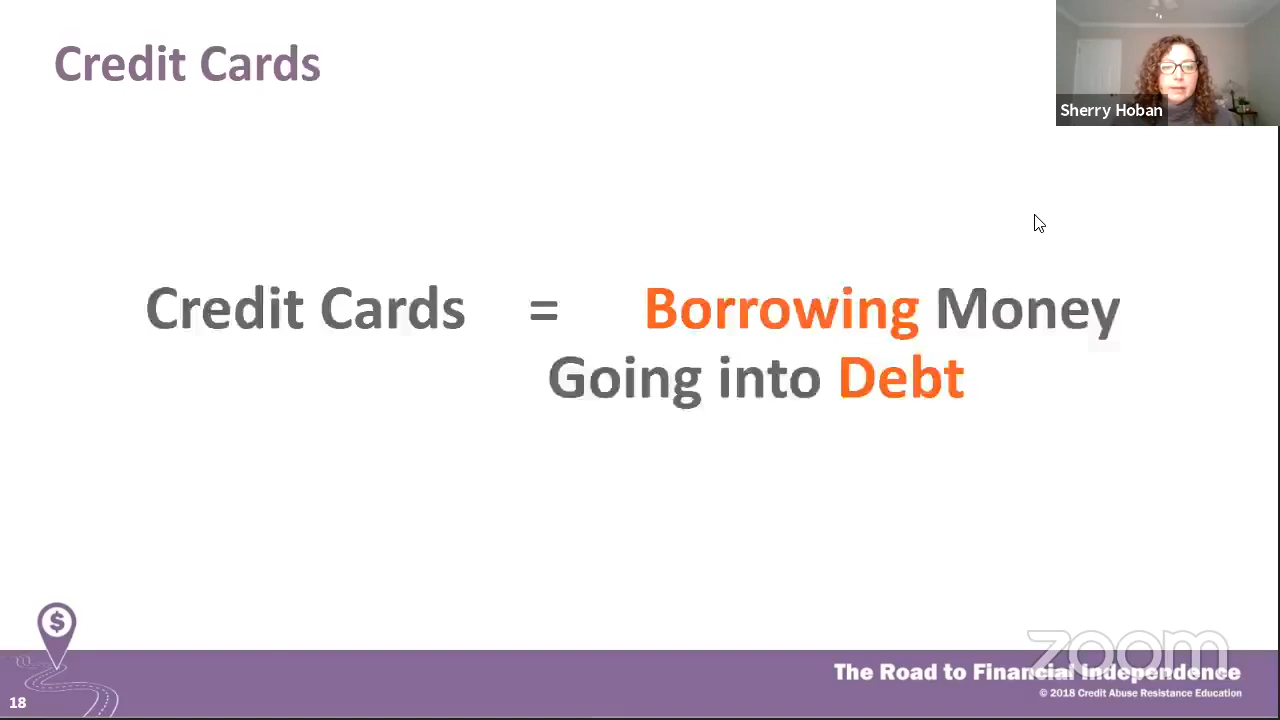 Credit Cards
Sherry Hoban
Credit Cards = Borrowing Money
Going into Debt
$
zoom
The Road to Financial Independence
© 2018 Credit Abuse Resistance Education
18